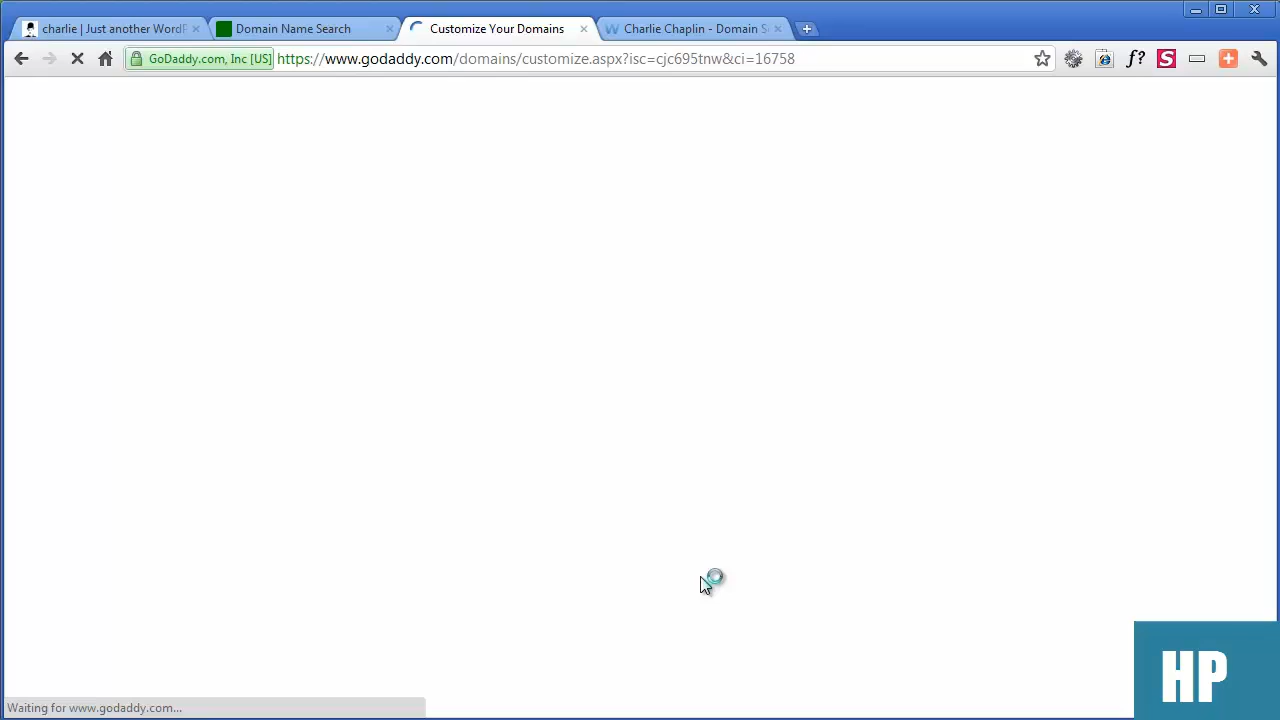 charlie | Just another WordP
Domain Name Search
Customize Your Domains
Charlie Chaplin - Domain S
GoDaddy.com, Inc [US]
https://www.godaddy.com/domains/customize.aspx?isc=cjc695tnw&ci=16758
f?
S
HP
Waiting for www.godaddy.com...